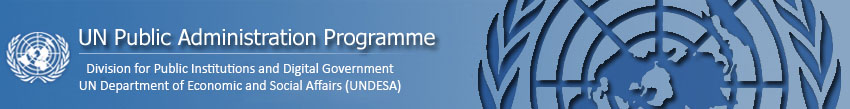 UN Public Administration Programme
Division for Public Institutions and Digital Government
UN Department of Economic and Social Affairs (UNDESA)